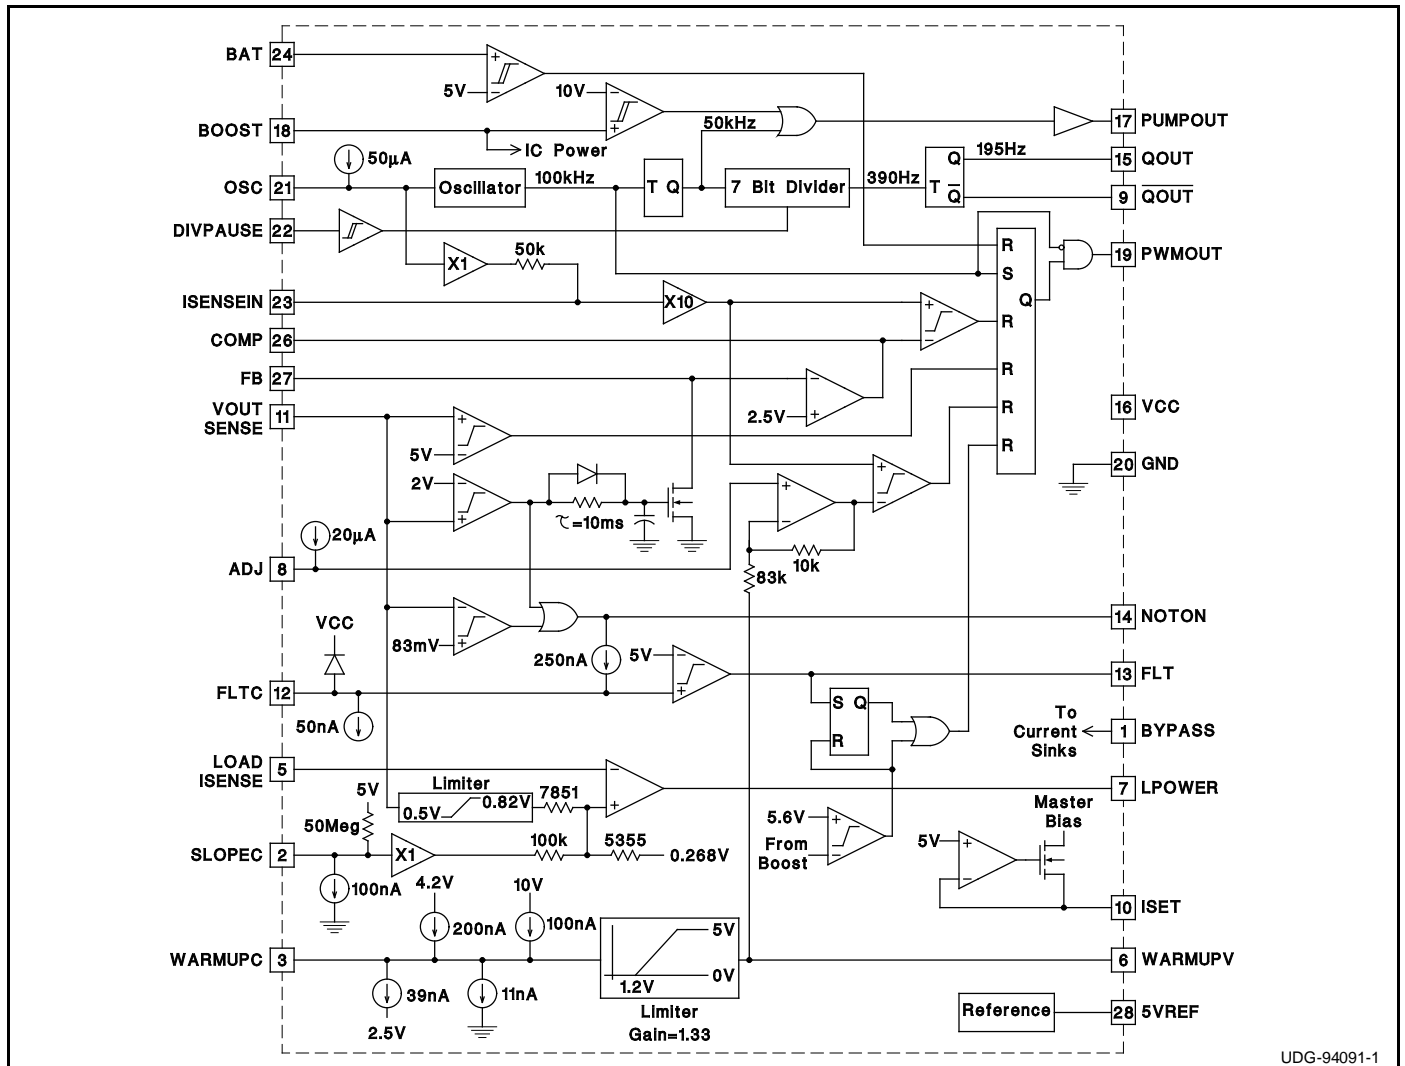 BAT 24
5V
10V
BOOST 18
IC Power
50kHz
17 PUMPOUT
50µA
OSC 21
Oscillator
100kHz
T Q
7 Bit Divider
390Hz
Q
T Q
195Hz
15 QOUT
9 QOUT
DIVPAUSE 22
X1
50k
R
S
Q
R
R
R
R
19 PWMOUT
ISENSEIN 23
X10
COMP 26
FB 27
2.5V
VOUT
SENSE 11
5V
16 VCC
20 GND
2V
τ=10ms
20µA
ADJ 8
10k
83k
83mV
14 NOTON
VCC
250nA
5V
13 FLT
FLTC 12
50nA
S Q
R
To
Current
Sinks
1 BYPASS
LOAD
ISENSE 5
Limiter
0.5V 0.82V
7851
7 LPOWER
5V
50Meg
SLOPEC 2
X1
100k
5355
0.268V
5.6V
From
Boost
Master
Bias
5V
100nA
10 ISET
4.2V
200nA
10V
100nA
5V
0V
1.2V
Limiter
Gain=1.33
WARMUPC 3
39nA
2.5V
11nA
6 WARMUPV
Reference
28 5VREF
UDG-94091-1